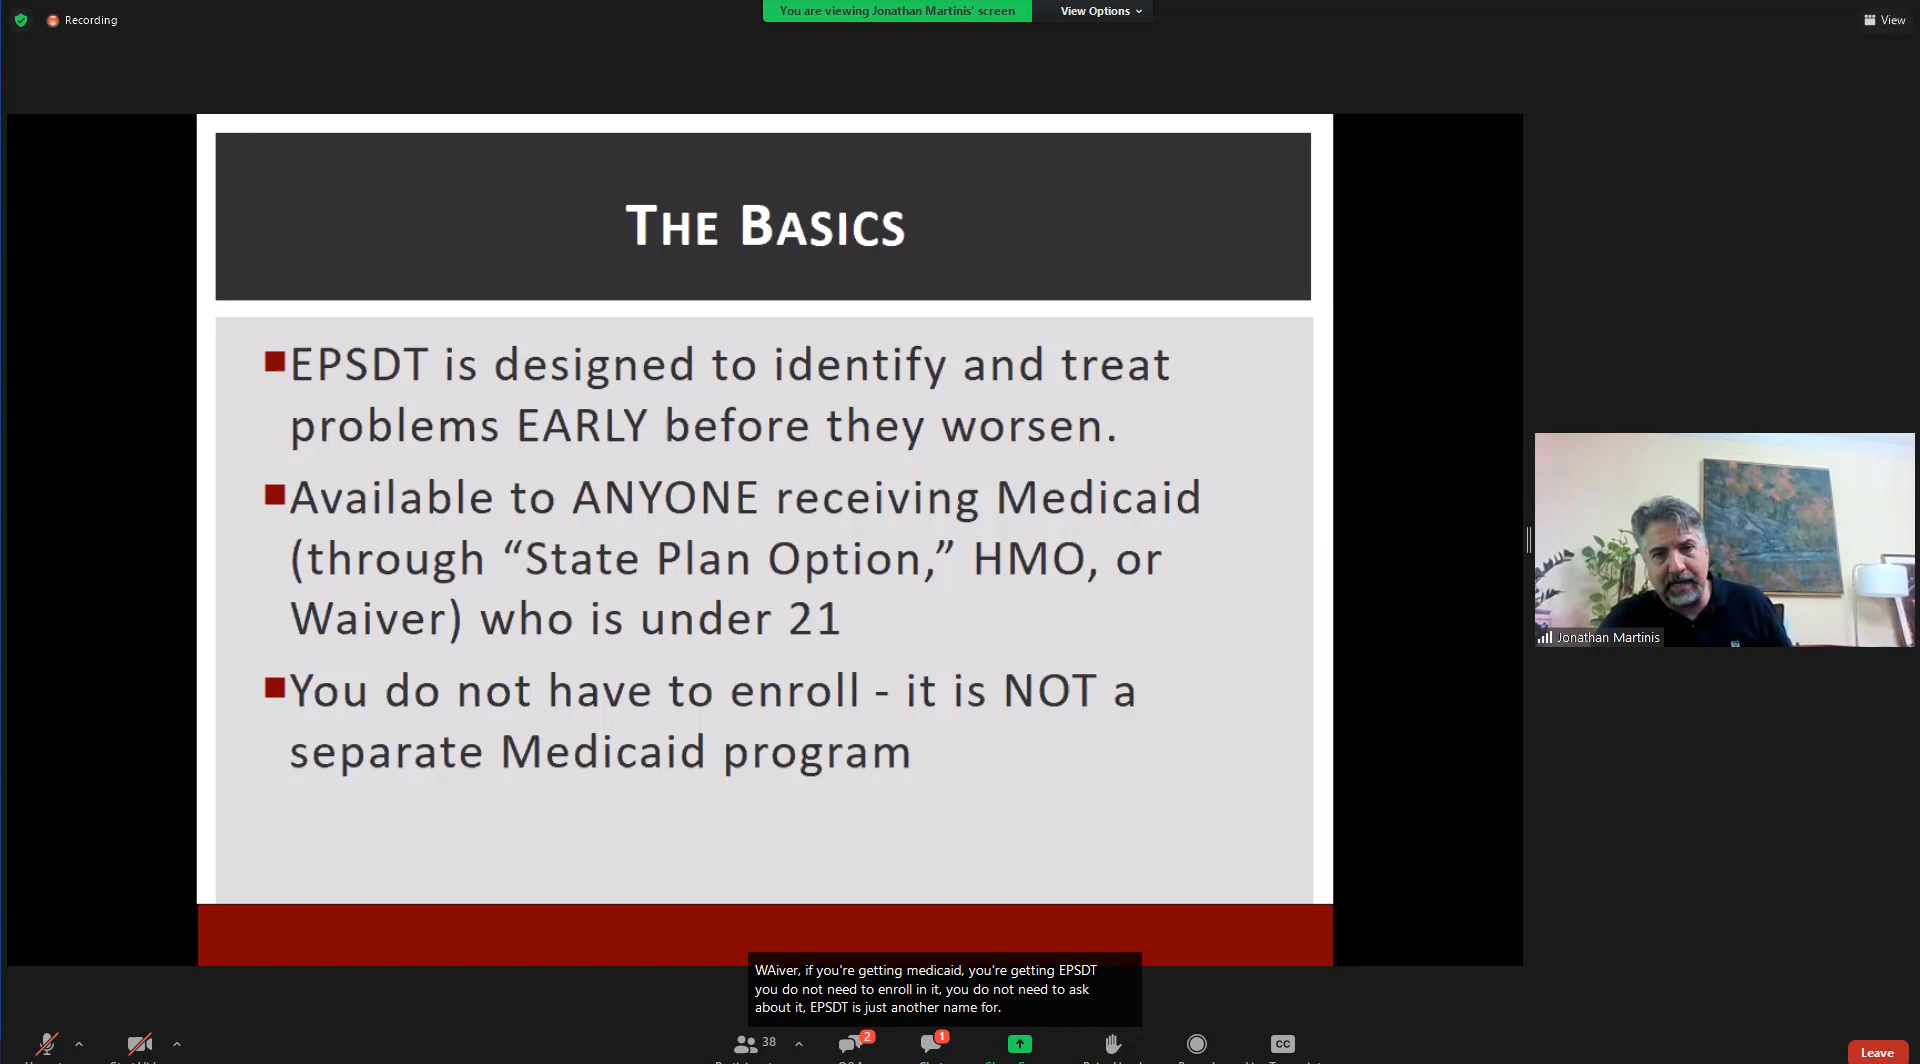 Recording
You are viewing Jonathan Martinis' screen
View Options
View
THE BASICS
EPSDT is designed to identify and treat
problems EARLY before they worsen.
Available to ANYONE receiving Medicaid
(through “State Plan Option,” HMO, or
Waiver) who is under 21
You do not have to enroll - it is NOT a
separate Medicaid program
Jonathan Martinis
WAiver, if you're getting medicaid, you're getting EPSDT
you do not need to enroll in it, you do not need to ask
about it, EPSDT is just another name for.
38
2
1
CC
Leave